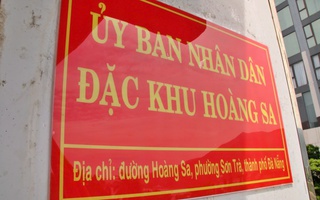 ỦY BAN NHÂN DÂN
ĐẶC KHU HOÀNG SA
Địa chỉ: đường Hoàng Sa, phường Sơn Trà, thành phố Đà Nẵng